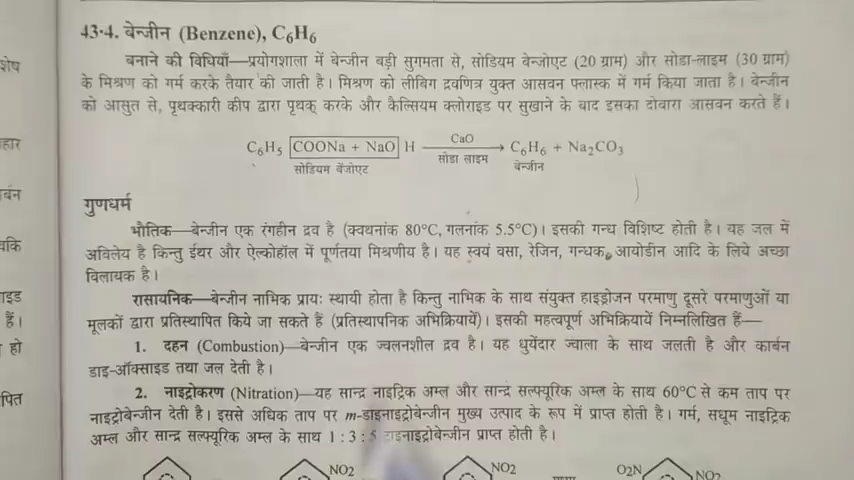 शेष
हार
र्बन
वकि
ाइड
हैं।
हो
पित
43·4. बेन्जीन (Benzene), C6H6
बनाने की विधियाँ—प्रयोगशाला में बेन्जीन बड़ी सुगमता से, सोडियम बेन्जोएट (20 ग्राम) और सोडा-लाइम (30 ग्राम)
के मिश्रण को गर्म करके तैयार की जाती है। मिश्रण को लीबिग द्रवणित्र युक्त आसवन फ्लास्क में गर्म किया जाता है। बेन्जीन
को आसुत से, पृथक्कारी कीप द्वारा पृथक् करके और कैल्सियम क्लोराइड पर सुखाने के बाद इसका दोबारा आसवन करते हैं।
C6H5 COONa + NaO H CaO सोडा लाइम → C6H6 + Na2CO3
सोडियम बेंजोएट बेन्जीन
गुणधर्म
भौतिक—बेन्जीन एक रंगहीन द्रव है (क्वथनांक 80°C, गलनांक 5.5°C)। इसकी गन्ध विशिष्ट होती है। यह जल में
अविलेय है किन्तु ईथर और ऐल्कोहॉल में पूर्णतया मिश्रणीय है। यह स्वयं वसा, रेजिन, गन्धक, आयोडीन आदि के लिये अच्छा
विलायक है।
रासायनिक—बेन्जीन नाभिक प्रायः स्थायी होता है किन्तु नाभिक के साथ संयुक्त हाइड्रोजन परमाणु दूसरे परमाणुओं या
मूलकों द्वारा प्रतिस्थापित किये जा सकते हैं (प्रतिस्थापनिक अभिक्रियायें)। इसकी महत्वपूर्ण अभिक्रियायें निम्नलिखित हैं—
1. दहन (Combustion)—बेन्जीन एक ज्वलनशील द्रव है। यह धुयेंदार ज्वाला के साथ जलती है और कार्बन
डाइ-ऑक्साइड तथा जल देती है।
2. नाइट्रोकरण (Nitration)—यह सान्द्र नाइट्रिक अम्ल और सान्द्र सल्फ्यूरिक अम्ल के साथ 60°C से कम ताप पर
नाइट्रोबेन्जीन देती है। इससे अधिक ताप पर m-डाइनाइट्रोबेन्जीन मुख्य उत्पाद के रूप में प्राप्त होती है। गर्म, सधूम नाइट्रिक
अम्ल और सान्द्र सल्फ्यूरिक अम्ल के साथ 1 : 3 : 5 प्राप्त होती है।
NO2 NO2 O2N NO2